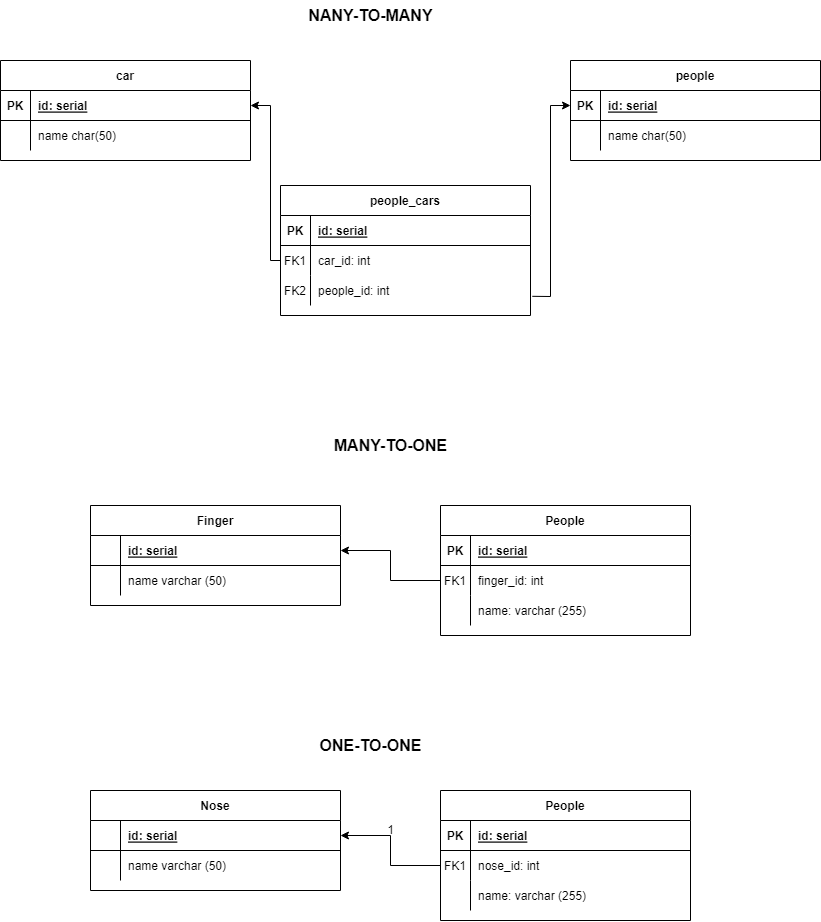 NANY-TO-MANY
car
PK id: serial
name char(50)
people
PK id: serial
name char(50)
people_cars
PK id: serial
FK1 car_id: int
FK2 people_id: int
MANY-TO-ONE
Finger
id: serial
name varchar (50)
People
PK id: serial
FK1 finger_id: int
name: varchar (255)
ONE-TO-ONE
Nose
id: serial
name varchar (50)
1
People
PK id: serial
FK1 nose_id: int
name: varchar (255)